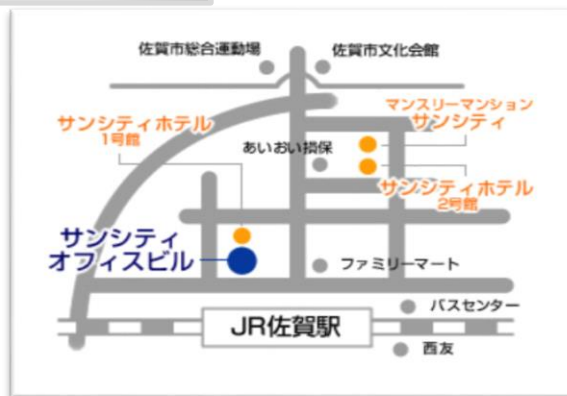 佐賀市総合運動場
佐賀市文化会館
マンスリーマンション
サンシティ
サンシティホテル
1号館
あいおい損保
サンシティホテル
2号館
サンシティ
オフィスビル
ファミリーマート
バスセンター
JR佐賀駅
西友